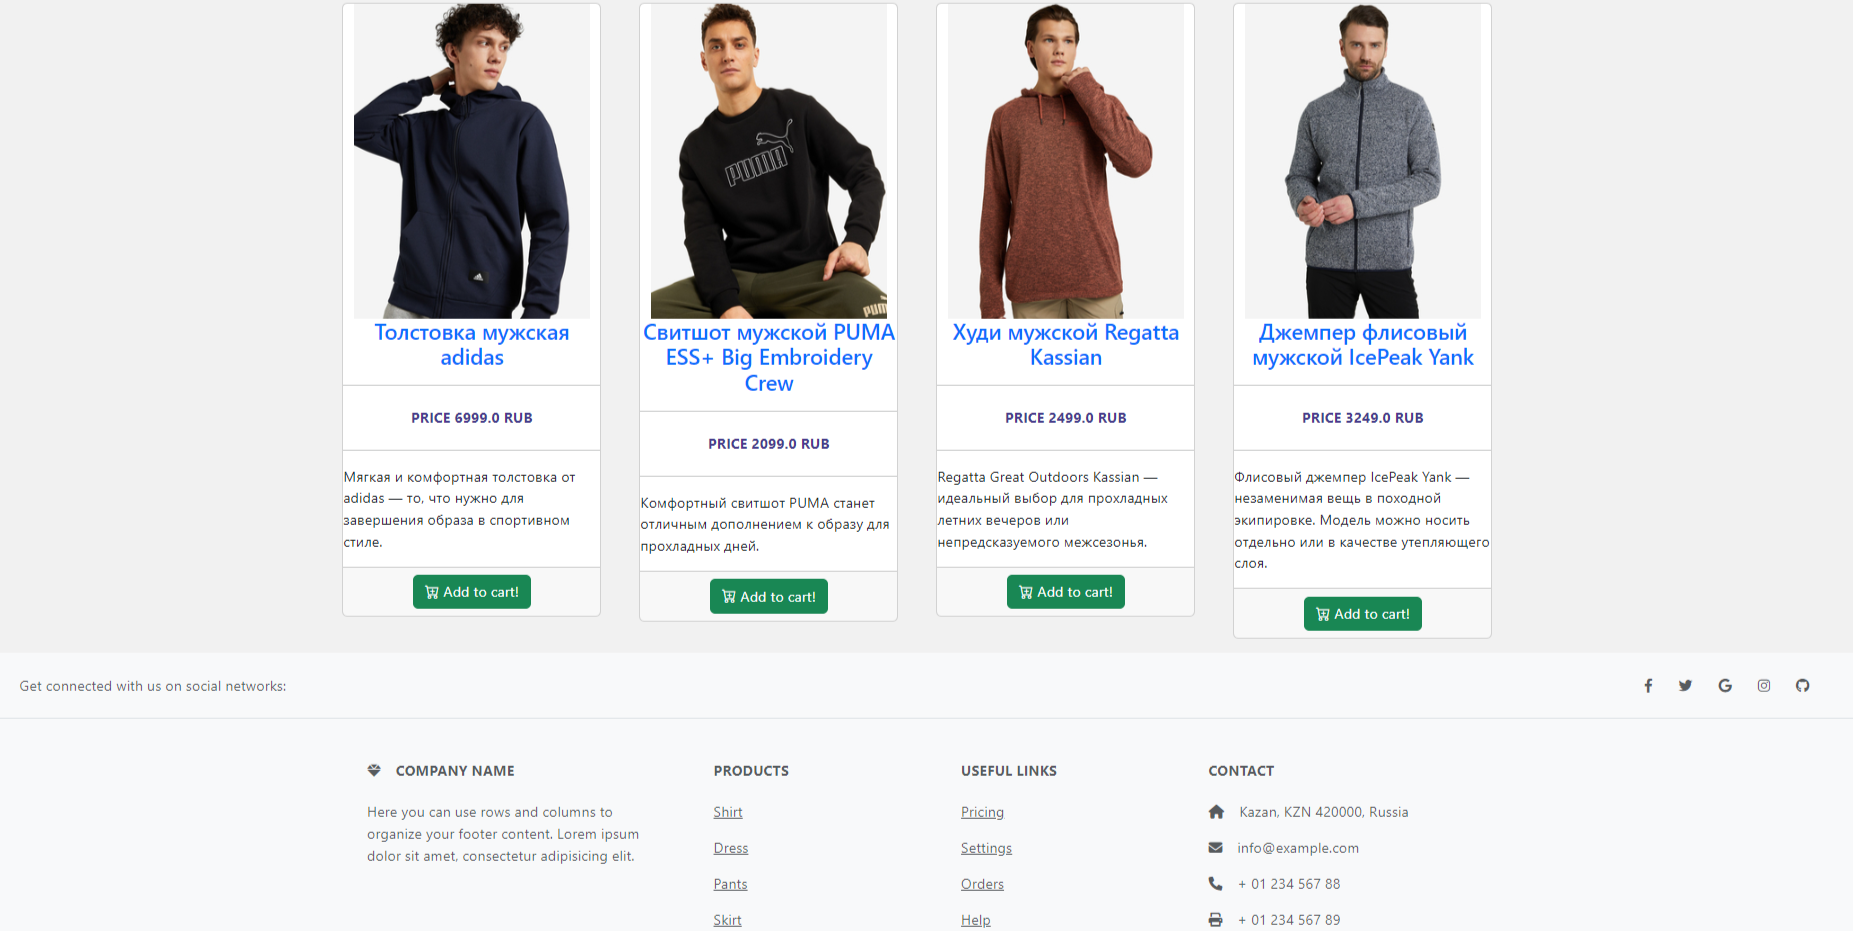 PUMA
PUM
Толстовка мужская
adidas
PRICE 6999.0 RUB
Мягкая и комфортная толстовка от
adidas — то, что нужно для
завершения образа в спортивном
стиле.
Add to cart!
Свитшот мужской PUMA
ESS+ Big Embroidery
Crew
PRICE 2099.0 RUB
Комфортный свитшот PUMA станет
отличным дополнением к образу для
прохладных дней.
Add to cart!
Худи мужской Regatta
Kassian
PRICE 2499.0 RUB
Regatta Great Outdoors Kassian —
идеальный выбор для прохладных
летних вечеров или
непредсказуемого межсезонья.
Add to cart!
Джемпер флисовый
мужской IcePeak Yank
PRICE 3249.0 RUB
Флисовый джемпер IcePeak Yank —
незаменимая вещь в походной
экипировке. Модель можно носить
отдельно или в качестве утепляющего
слоя.
Add to cart!
Get connected with us on social networks:
COMPANY NAME
Here you can use rows and columns to
organize your footer content. Lorem ipsum
dolor sit amet, consectetur adipisicing elit.
PRODUCTS
Shirt
Dress
Pants
Skirt
USEFUL LINKS
Pricing
Settings
Orders
Help
CONTACT
Kazan, KZN 420000, Russia
info@example.com
+ 01 234 567 88
+ 01 234 567 89